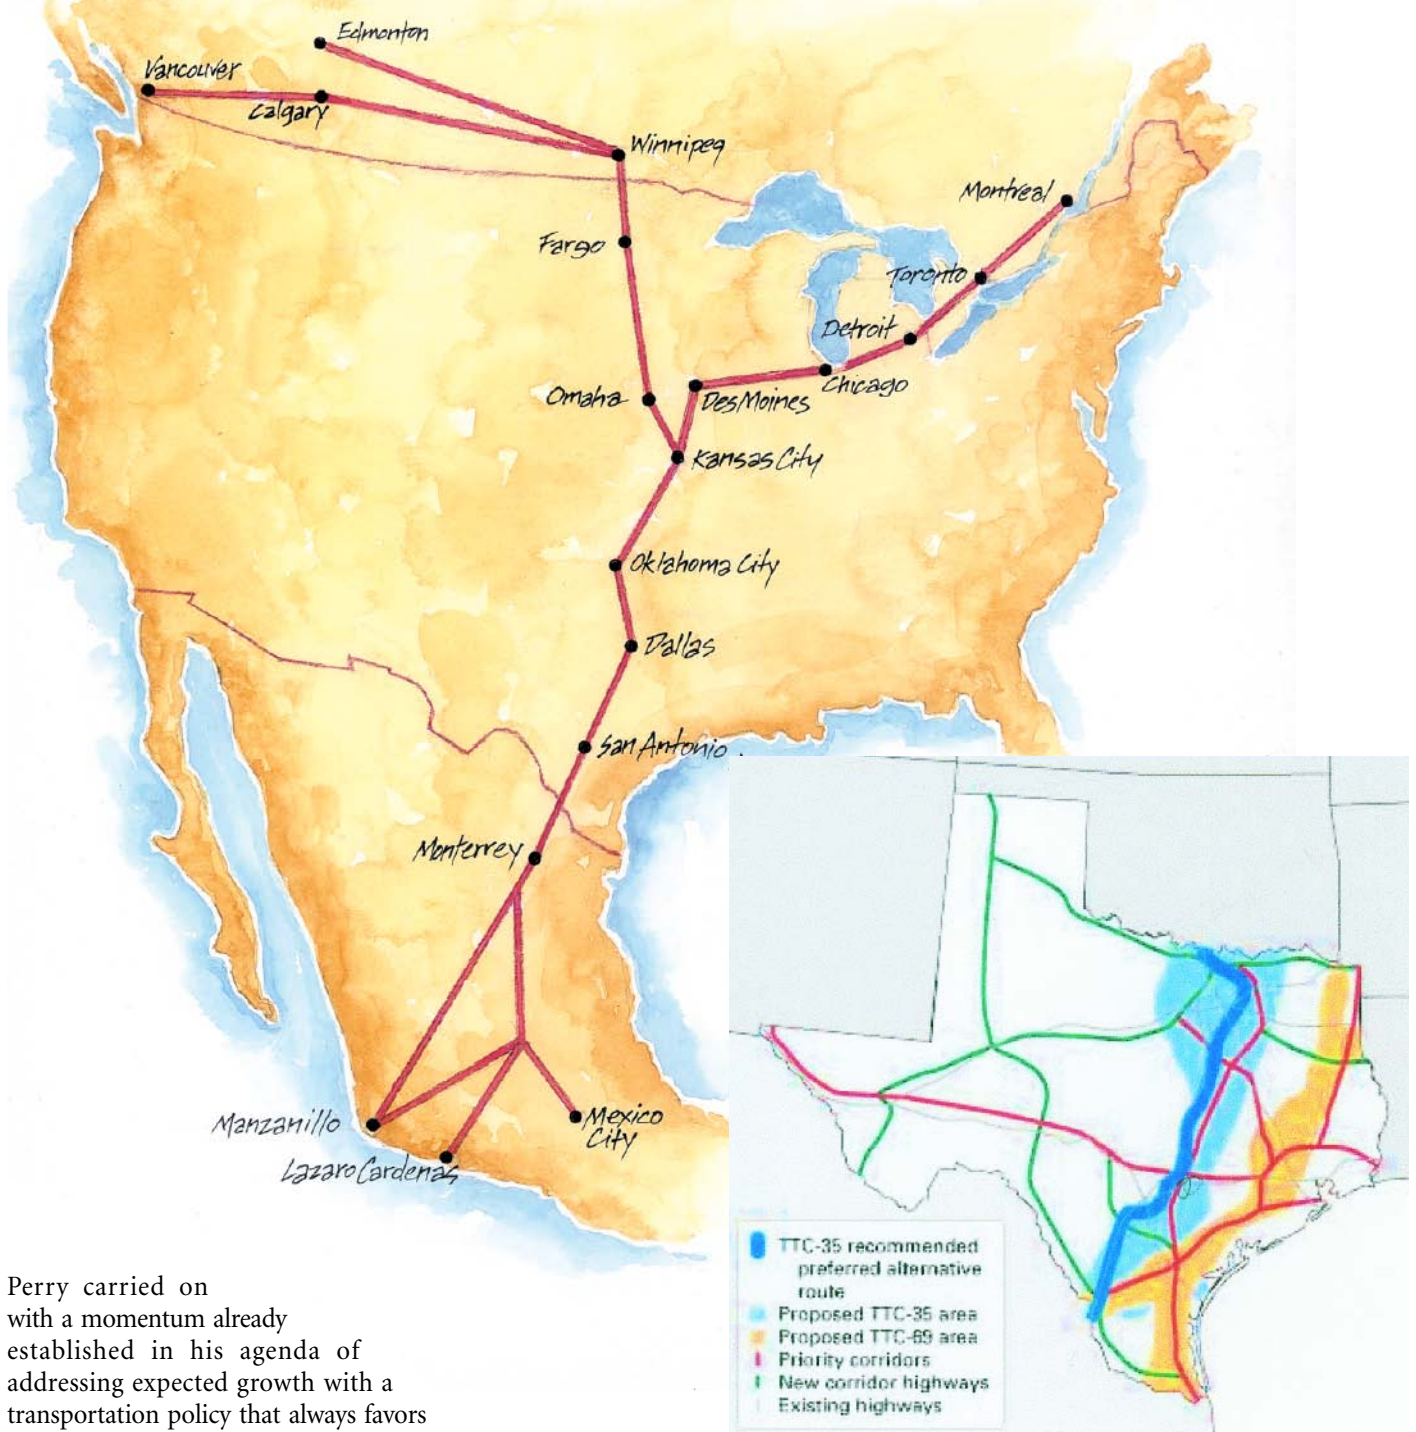 Edmonton
Vancouver
Calgary
Winnipeg
Montreal
Fargo
Toronto
Detroit
Chicago
Omaha
Des Moines
Kansas City
Oklahoma City
Dallas
San Antonio
Monterrey
Manzanillo
Mexico
City
Lazaro Cardenas
TTC-35 recommended
preferred alternative
route
Proposed TTC-35 area
Proposed TTC-69 area
Priority corridors
New corridor highways
Existing highways
Perry carried on
with a momentum already
established in his agenda of
addressing expected growth with a
transportation policy that always favors